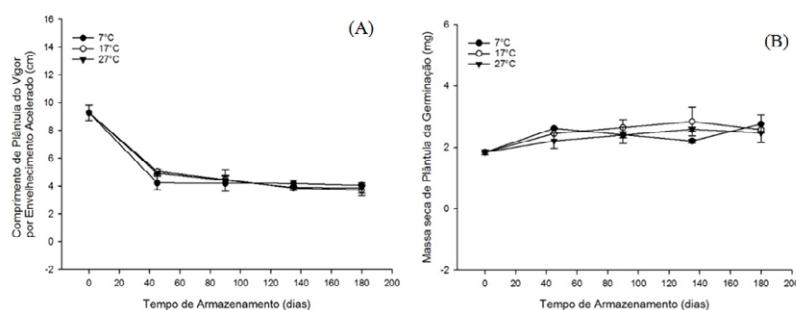 (A)
7°C
17°C
27°C
Comprimento de Plântula do Vigor
por Envelhecimento Acelerado (cm)
16
14
12
10
8
6
4
2
0
-2
0 20 40 60 80 100 120 140 160 180 200
Tempo de Armazenamento (dias)
(B)
7°C
17°C
27°C
Massa seca de Plântula da Germinação (mg)
6
4
2
0
-2
0 20 40 60 80 100 120 140 160 180 200
Tempo de Armazenamento (dias)